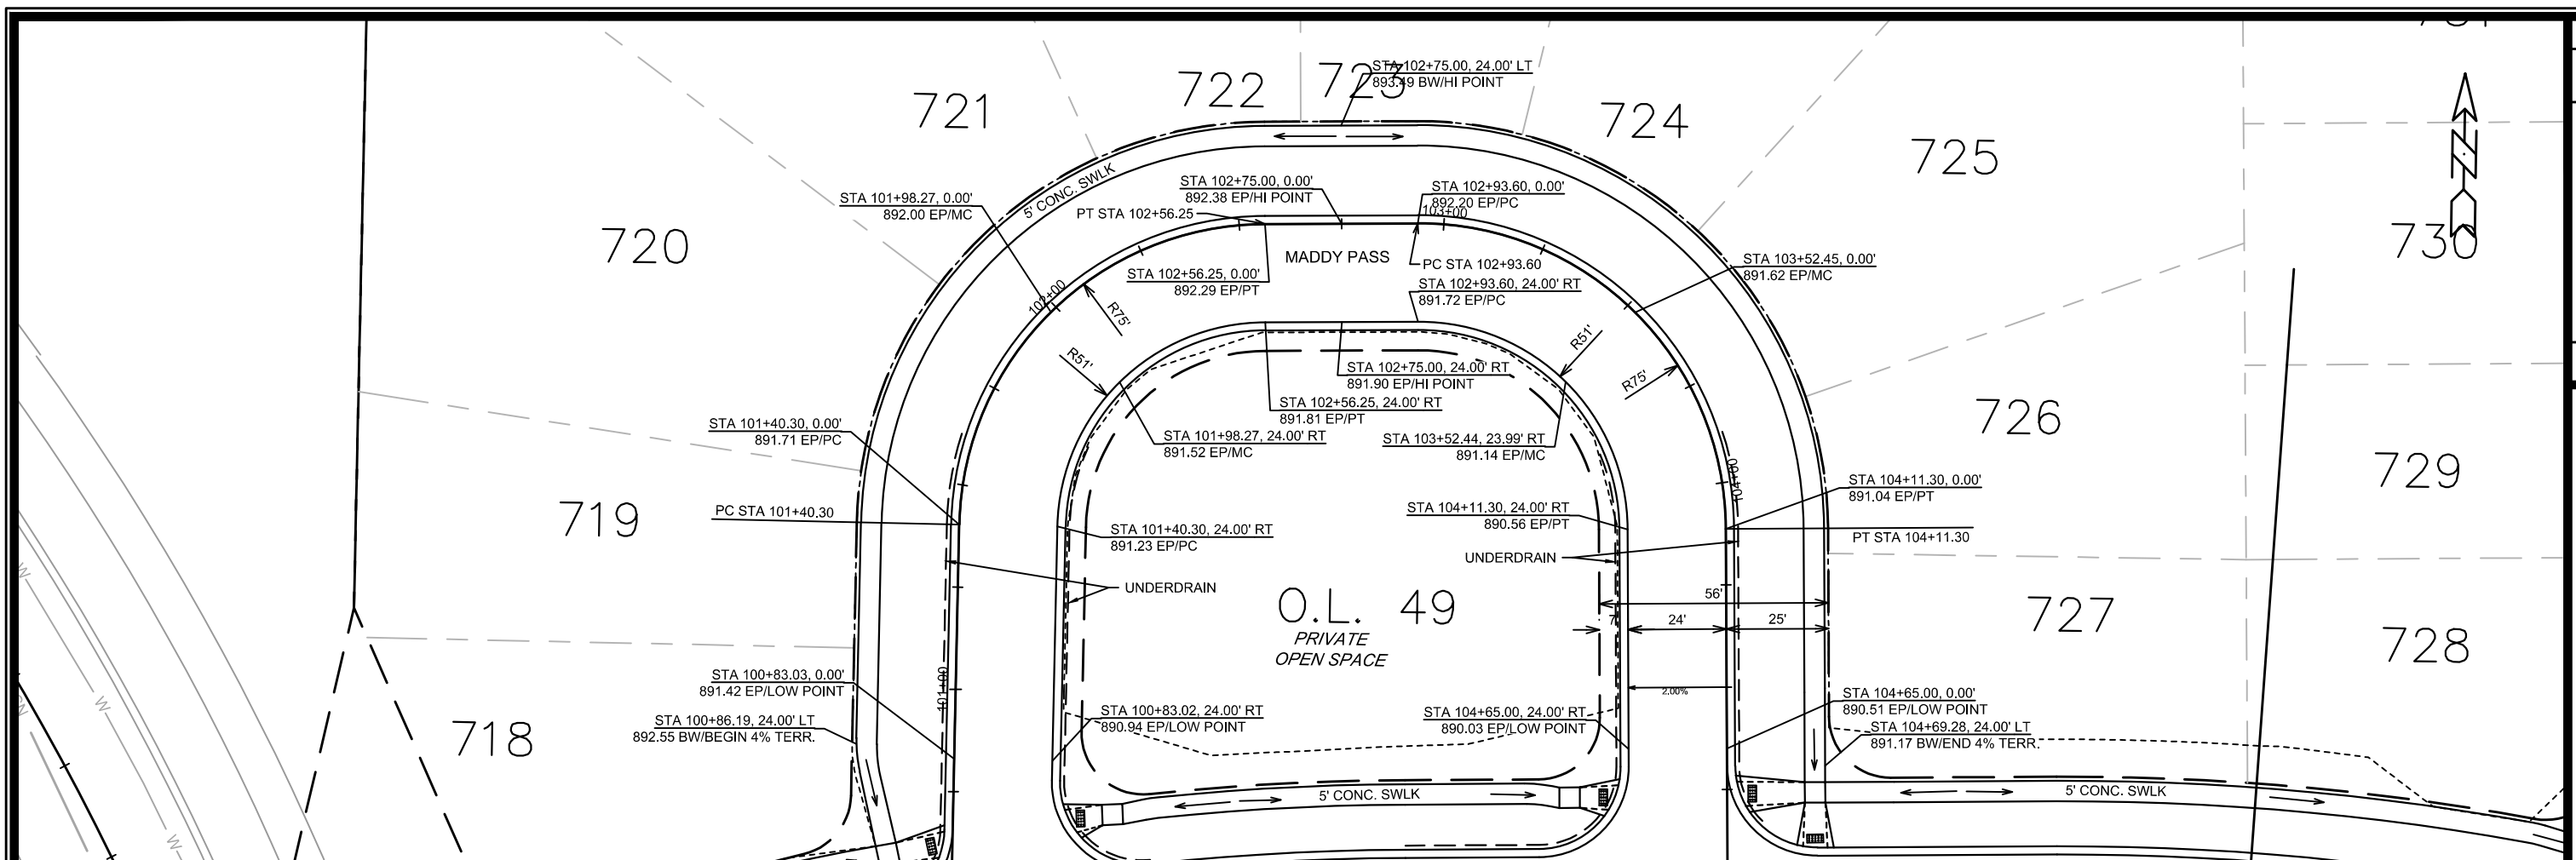 721
722
723
STA 102+75.00, 24.00' LT
893.49 BW/HI POINT
724
725
730
N
5' CONC. SWLK
STA 101+98.27, 0.00'
892.00 EP/MC
STA 102+75.00, 0.00'
892.38 EP/HI POINT
PT STA 102+56.25
STA 102+93.60, 0.00'
892.20 EP/PC
103+00
720
MADDY PASS
PC STA 102+93.60
STA 102+56.25, 0.00'
892.29 EP/PT
STA 102+93.60, 24.00' RT
891.72 EP/PC
STA 103+52.45, 0.00'
891.62 EP/MC
102+00
R75'
R51'
R51'
R75'
STA 102+75.00, 24.00' RT
891.90 EP/HI POINT
STA 102+56.25, 24.00' RT
891.81 EP/PT
STA 101+40.30, 0.00'
891.71 EP/PC
STA 101+98.27, 24.00' RT
891.52 EP/MC
STA 103+52.44, 23.99' RT
891.14 EP/MC
726
729
719
PC STA 101+40.30
STA 101+40.30, 24.00' RT
891.23 EP/PC
STA 104+11.30, 24.00' RT
890.56 EP/PT
104+00
STA 104+11.30, 0.00'
891.04 EP/PT
PT STA 104+11.30
UNDERDRAIN
UNDERDRAIN
W
O.L. 49
PRIVATE
OPEN SPACE
56'
7'
24'
25'
727
728
718
STA 100+83.03, 0.00'
891.42 EP/LOW POINT
101+00
STA 100+86.19, 24.00' LT
892.55 BW/BEGIN 4% TERR.
STA 100+83.02, 24.00' RT
890.94 EP/LOW POINT
STA 104+65.00, 24.00' RT
890.03 EP/LOW POINT
2.00%
STA 104+65.00, 0.00'
890.51 EP/LOW POINT
STA 104+69.28, 24.00' LT
891.17 BW/END 4% TERR.
W
5' CONC. SWLK
5' CONC. SWLK
W